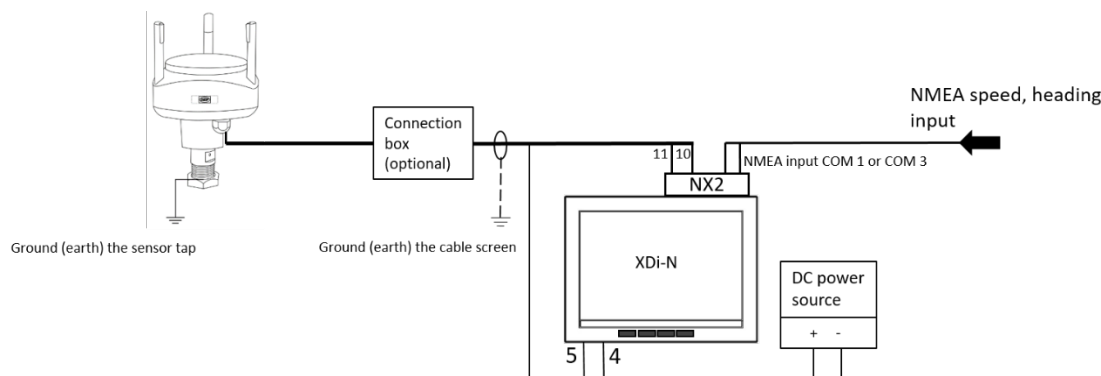 Connection
box
(optional)
NMEA speed, heading
input
11 10
NMEA input COM 1 or COM 3
NX2
Ground (earth) the sensor tap
Ground (earth) the cable screen
XDi-N
DC power
source
+ -
5 4